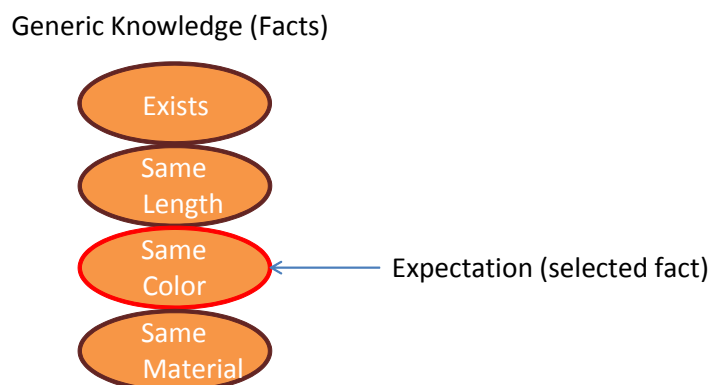 Generic Knowledge (Facts)
Exists
Same
Length
Same
Color
Expectation (selected fact)
Same
Material